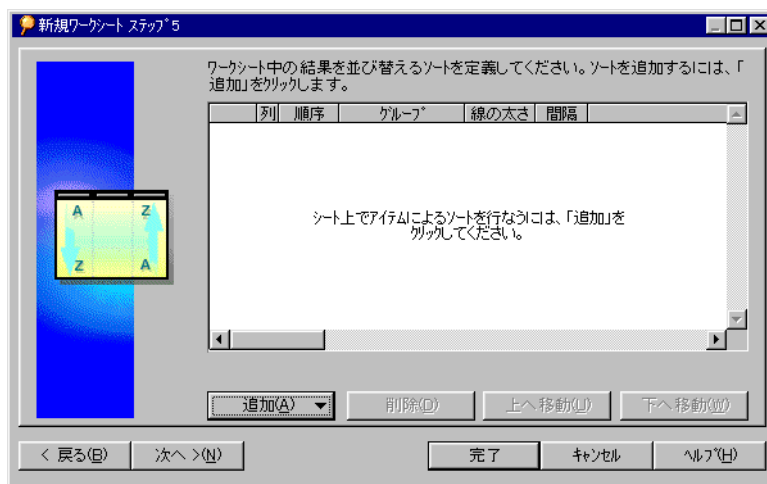 新規ワークシート ステップ5
ワークシート中の結果を並び替えるソートを定義してください。ソートを追加するには、「
追加」をクリックします。
列 順序 グループ 線の太さ 間隔
シート上でアイテムによるソートを行なうには、「追加」を
クリックしてください。
A Z
Z A
追加(A) 削除(D) 上へ移動(U) 下へ移動(W)
< 戻る(B) 次へ >(N) 完了 キャンセル ヘルプ(H)